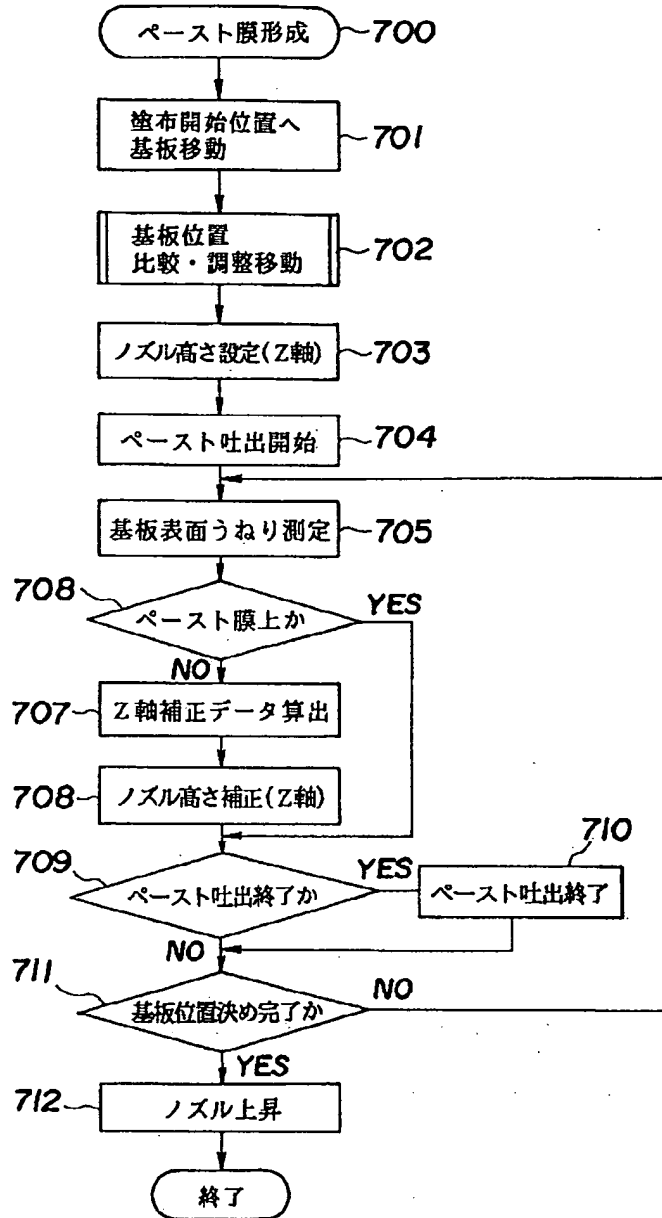 ペースト膜形成 700
塗布開始位置へ
基板移動
701
基板位置
比較・調整移動
702
ノズル高さ設定(Z軸) 703
ペースト吐出開始 704
基板表面うねり測定 705
708
ペースト膜上か
YES
NO
707 Z軸補正データ算出
708 ノズル高さ補正(Z軸)
709
ペースト吐出終了か
YES
710
ペースト吐出終了
NO
711
基板位置決め完了か
NO
YES
712 ノズル上昇
終了